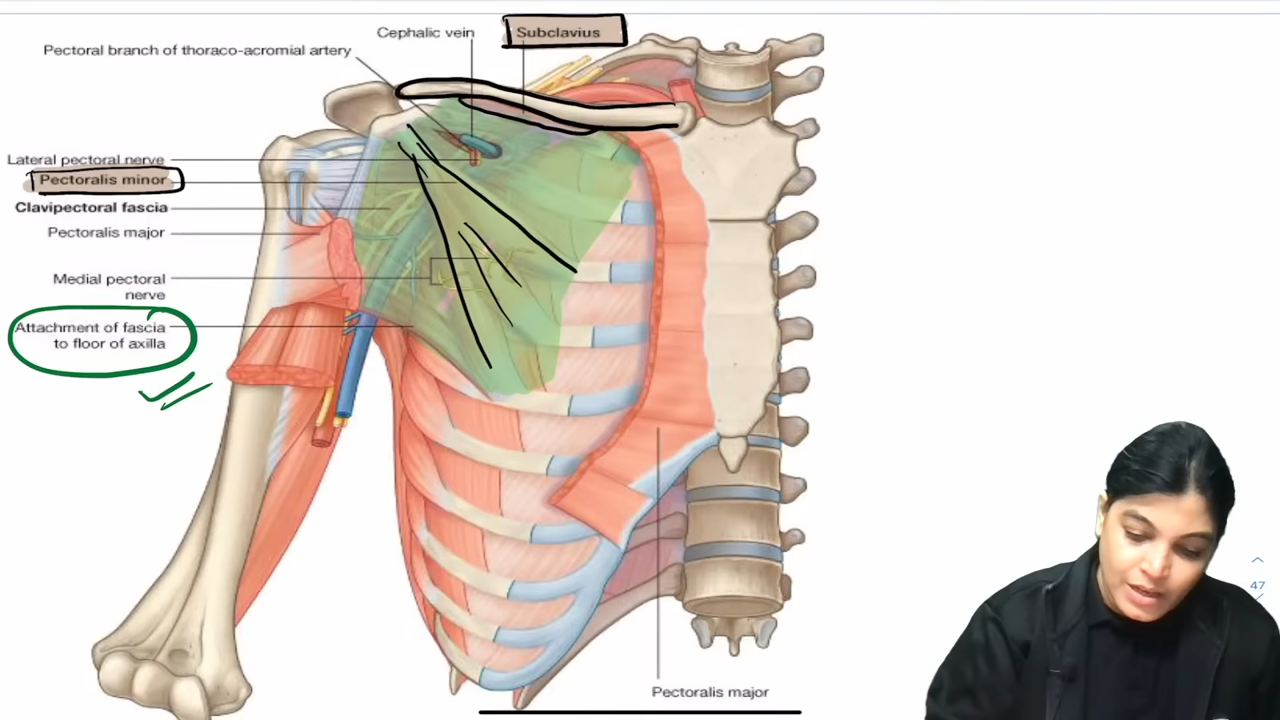 Cephalic vein
Subclavius
Pectoral branch of thoraco-acromial artery
Lateral pectoral nerve
Pectoralis minor
Clavipectoral fascia
Pectoralis major
Medial pectoral
nerve
Attachment of fascia
to floor of axilla
47
Pectoralis major